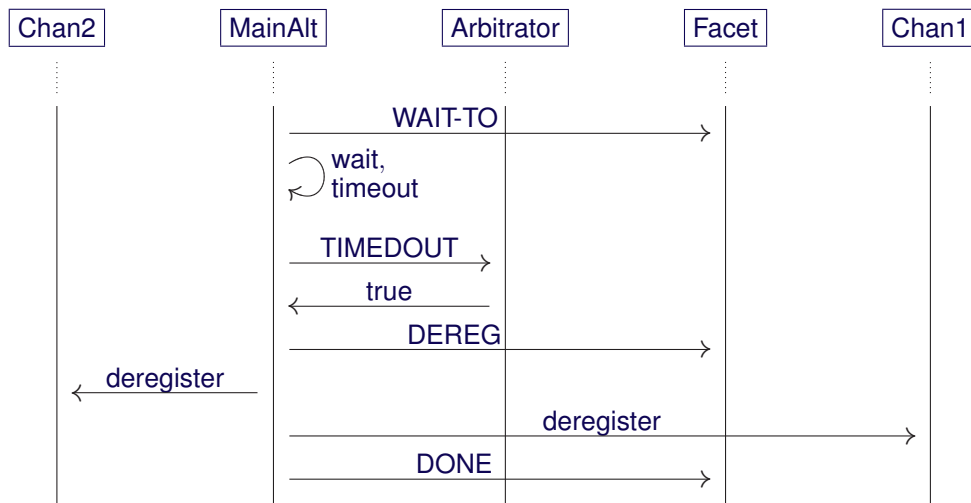 Chan2 MainAlt Arbitrator Facet Chan1
WAIT-TO
wait,
timeout
TIMEDOUT
true
DEREG
deregister
deregister
DONE